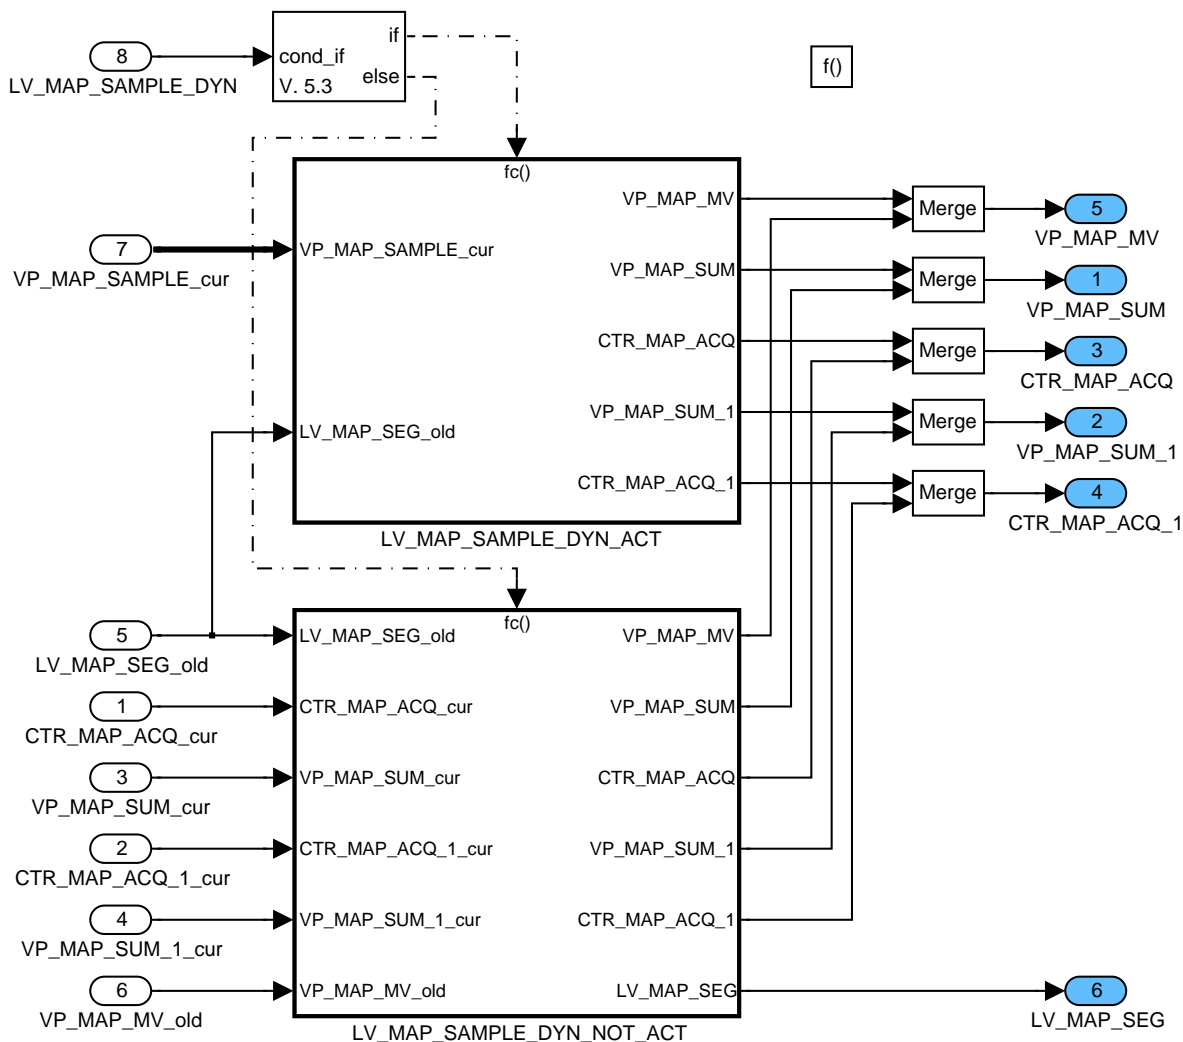 8
LV_MAP_SAMPLE_DYN
cond_if
V. 5.3
if
else
f()
fc()
VP_MAP_SAMPLE_cur
LV_MAP_SEG_old
VP_MAP_MV
VP_MAP_SUM
CTR_MAP_ACQ
VP_MAP_SUM_1
CTR_MAP_ACQ_1
LV_MAP_SAMPLE_DYN_ACT
7
VP_MAP_SAMPLE_cur
Merge
5
VP_MAP_MV
Merge
1
VP_MAP_SUM
Merge
3
CTR_MAP_ACQ
Merge
2
VP_MAP_SUM_1
Merge
4
CTR_MAP_ACQ_1
5
LV_MAP_SEG_old
1
CTR_MAP_ACQ_cur
3
VP_MAP_SUM_cur
2
CTR_MAP_ACQ_1_cur
4
VP_MAP_SUM_1_cur
6
VP_MAP_MV_old
fc()
LV_MAP_SEG_old
CTR_MAP_ACQ_cur
VP_MAP_SUM_cur
CTR_MAP_ACQ_1_cur
VP_MAP_SUM_1_cur
VP_MAP_MV_old
VP_MAP_MV
VP_MAP_SUM
CTR_MAP_ACQ
VP_MAP_SUM_1
CTR_MAP_ACQ_1
LV_MAP_SEG
LV_MAP_SAMPLE_DYN_NOT_ACT
6
LV_MAP_SEG